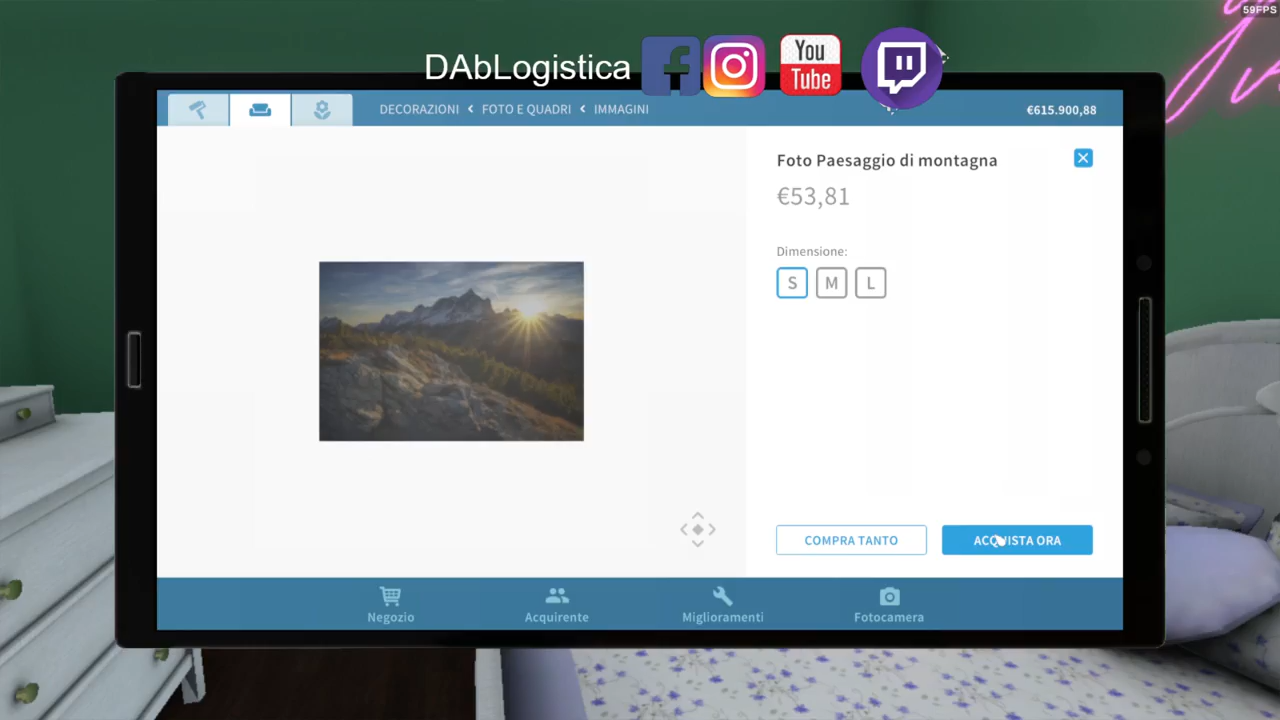 59FPS
DAbLogistica
You
Tube
DECORAZIONI < FOTO E QUADRI < IMMAGINI
€615.900,88
Foto Paesaggio di montagna
€53,81
Dimensione:
S M L
COMPRA TANTO
ACQUISTA ORA
Negozio
Acquirente
Miglioramenti
Fotocamera